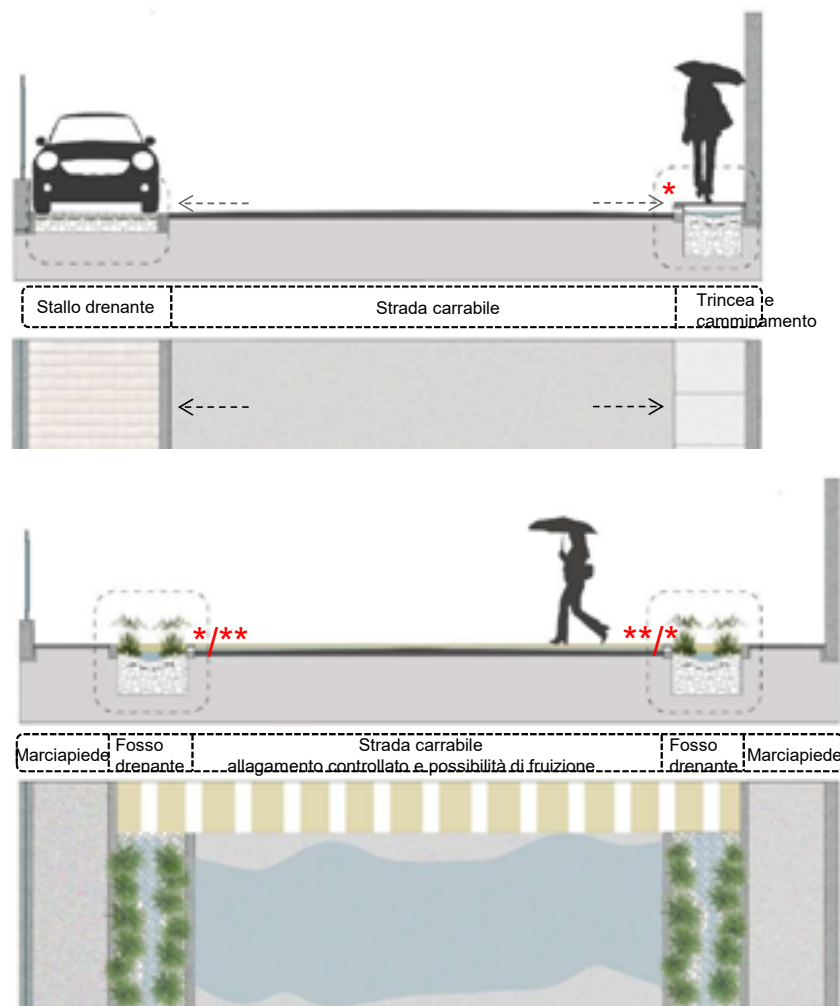 *
Stallo drenante
Strada carrabile
Trincea e
camminamento
*/**
**/*
Marciapiede
Fosso
drenante
Strada carrabile
allagamento controllato e possibilità di fruizione
Fosso
drenante
Marciapiede